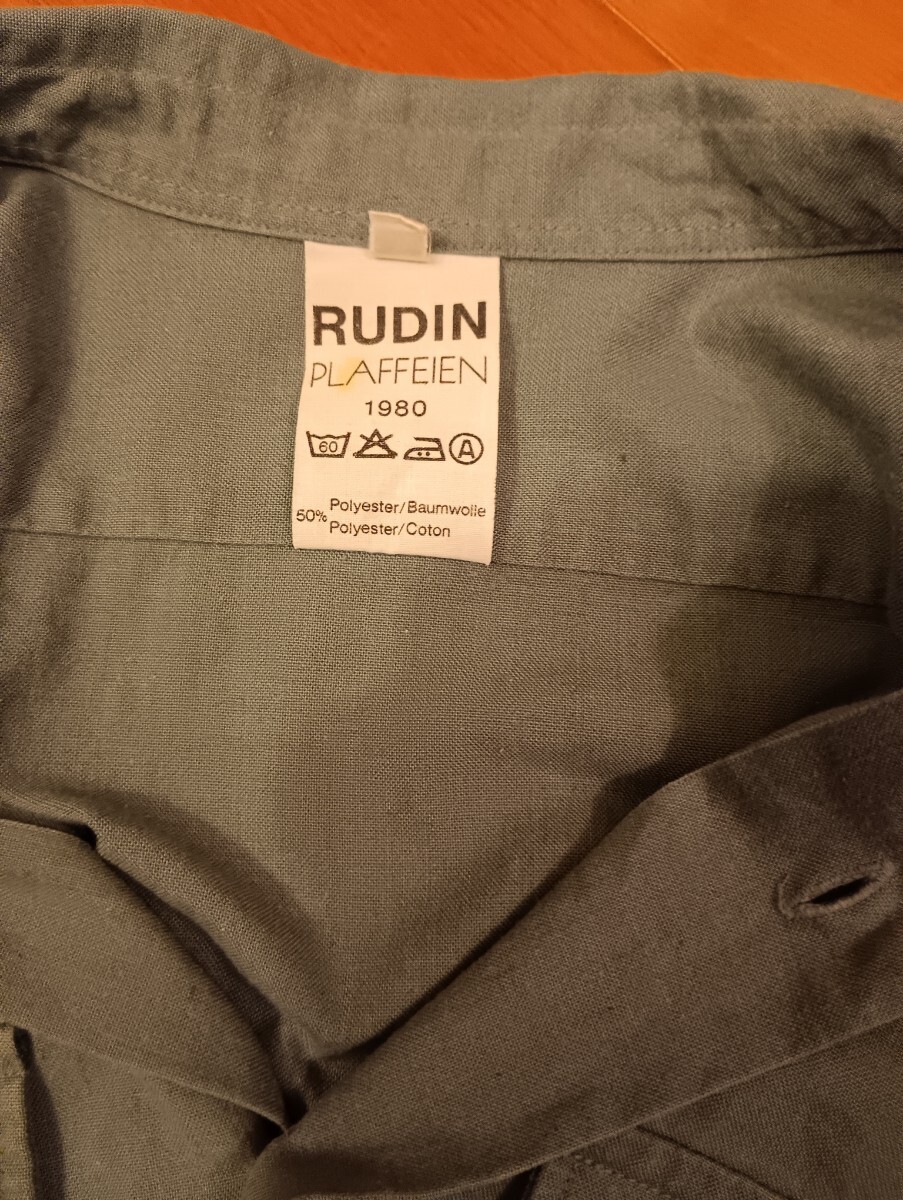 RUDIN
PLAFFEIEN
1980
60 A
50% Polyester/Baumwolle
Polyester/Coton